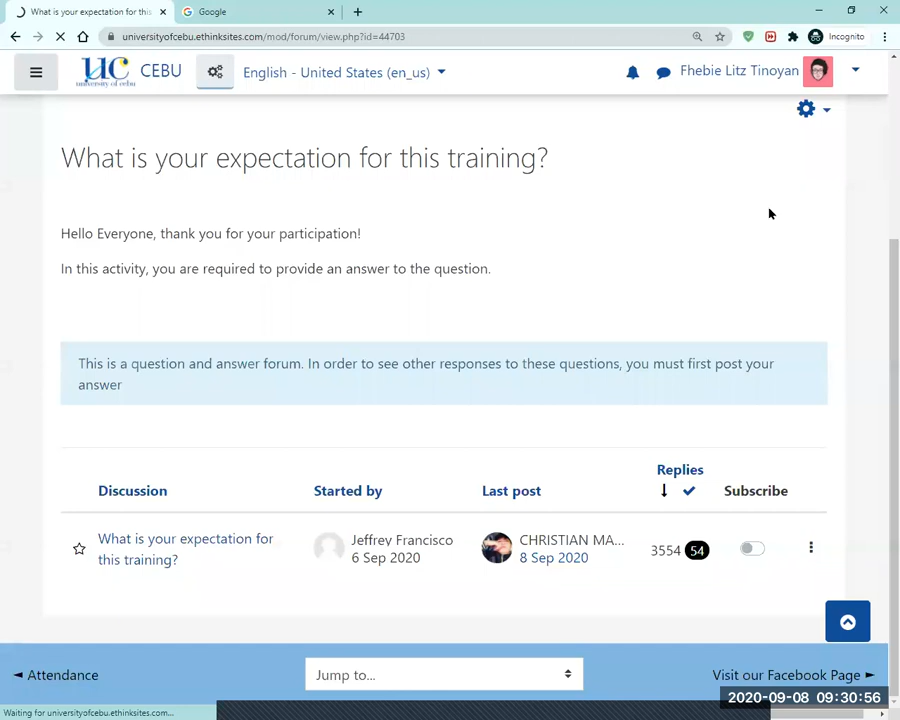 What is your expectation for this
Google
universityofcebu.ethinksites.com/mod/forum/view.php?id=44703
Incognito
UC
university of cebu
CEBU
English - United States (en_us)
Fhebie Litz Tinoyan
What is your expectation for this training?
Hello Everyone, thank you for your participation!
In this activity, you are required to provide an answer to the question.
This is a question and answer forum. In order to see other responses to these questions, you must first post your
answer
Discussion
Started by
Last post
Replies
Subscribe
What is your expectation for
this training?
Jeffrey Francisco
6 Sep 2020
CHRISTIAN MA...
8 Sep 2020
3554 54
◄ Attendance
Jump to...
Visit our Facebook Page ►
2020-09-08 09:30:56
Waiting for universityofcebu.ethinksites.com...